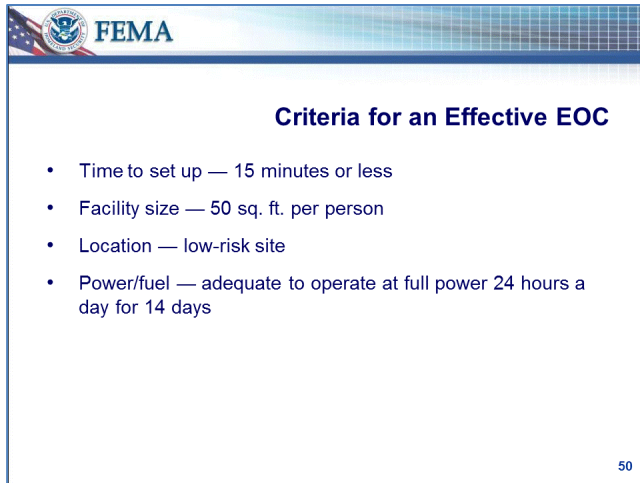 FEMA
Criteria for an Effective EOC
• Time to set up — 15 minutes or less
• Facility size — 50 sq. ft. per person
• Location — low-risk site
• Power/fuel — adequate to operate at full power 24 hours a
day for 14 days
50